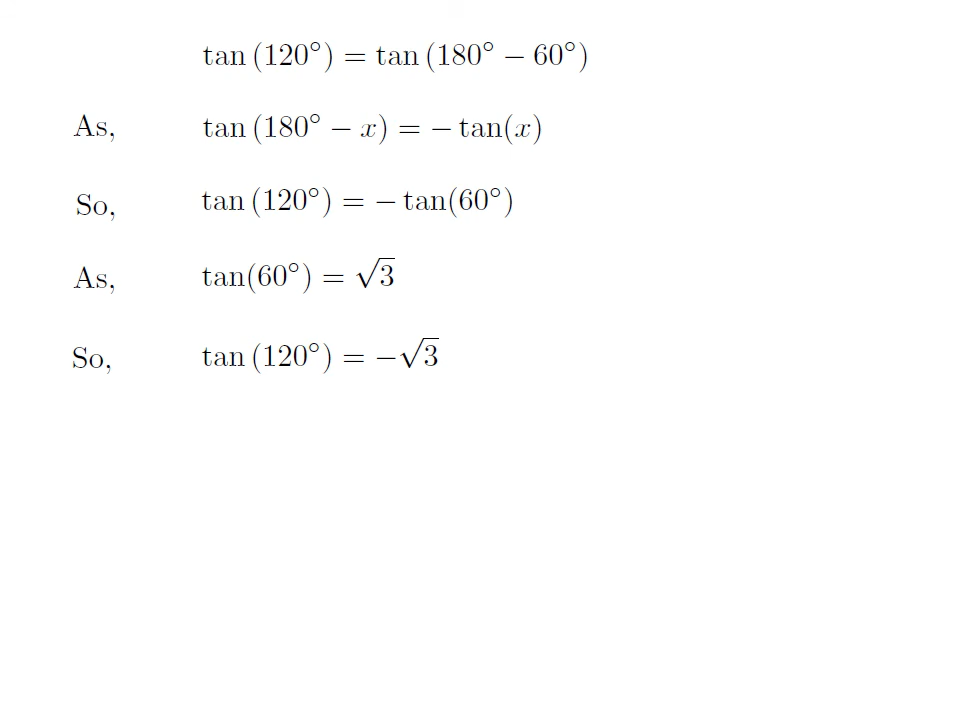 tan (120°) = tan (180° − 60°)
As, tan (180° − x) = − tan(x)
So, tan (120°) = − tan(60°)
As, tan(60°) = √3
So, tan (120°) = −√3